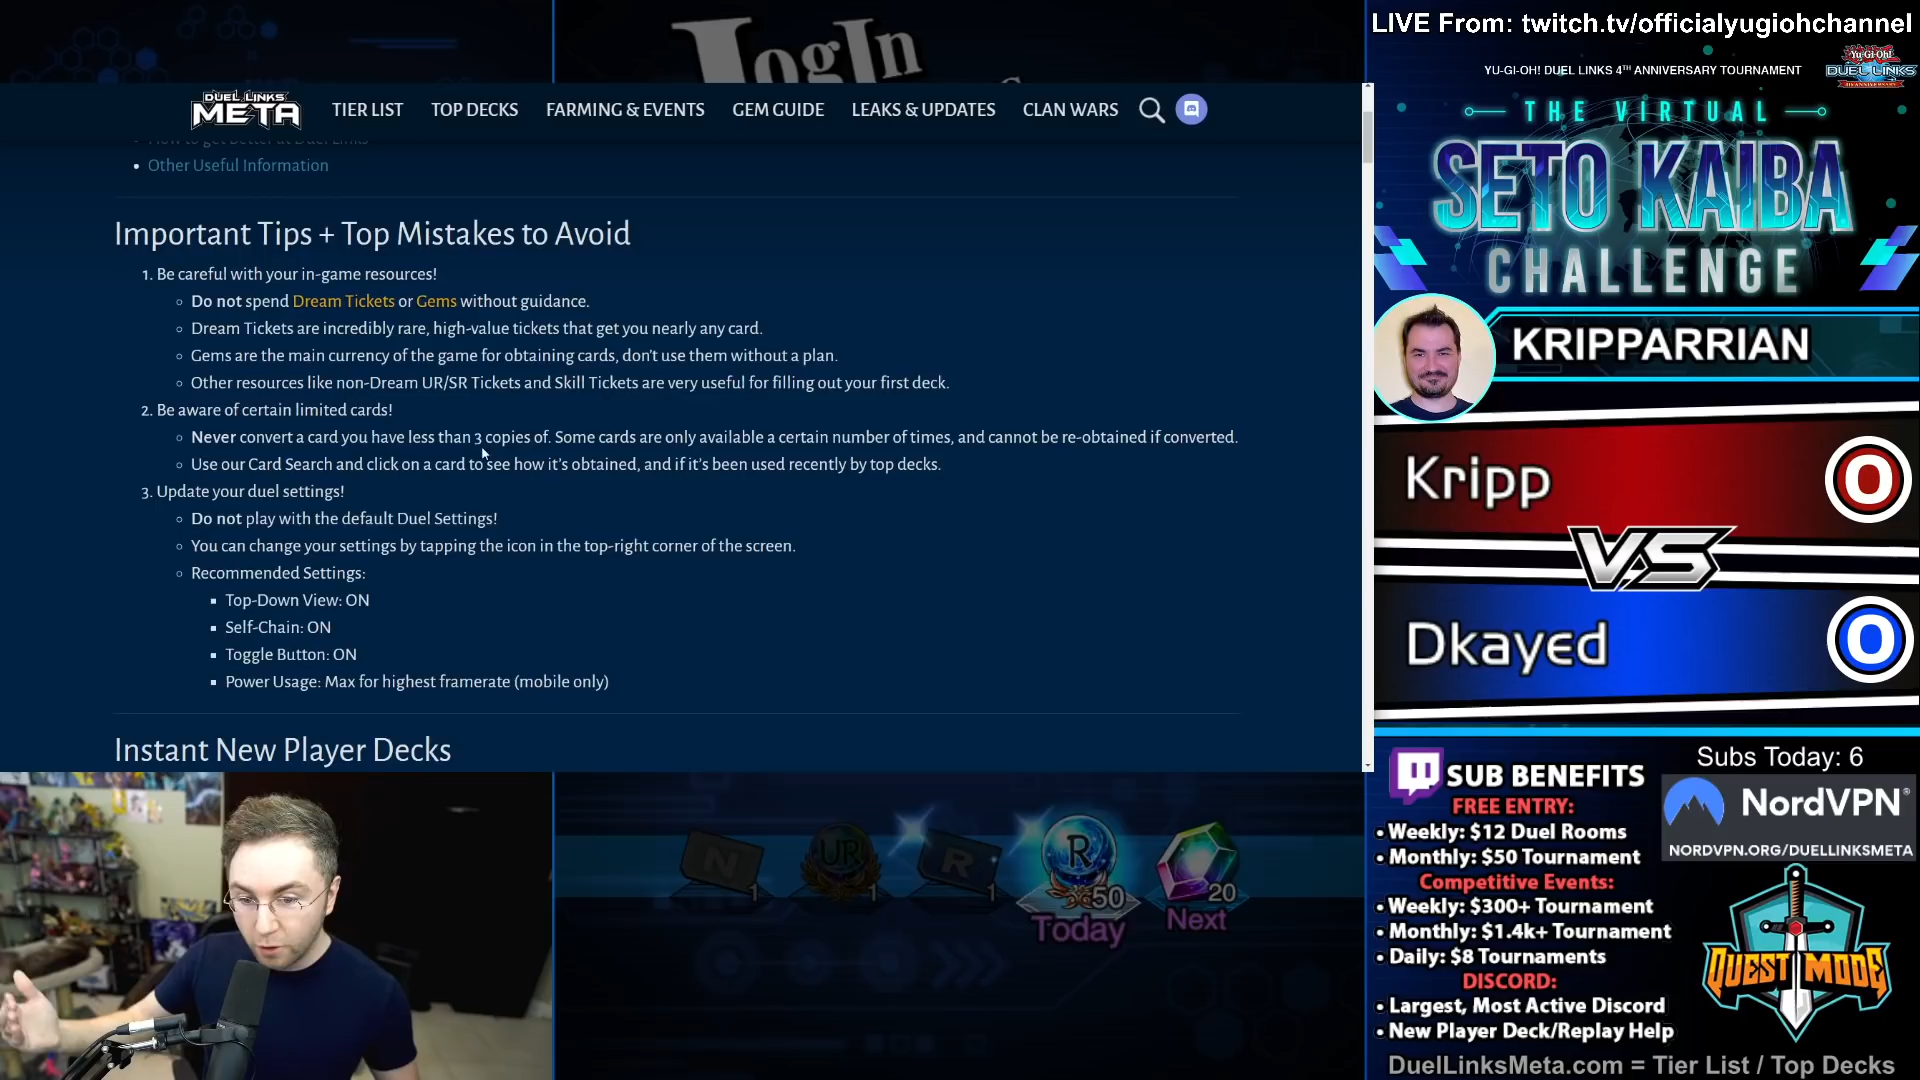 LogIn
LIVE From: twitch.tv/officialyugiohchannel
YU-GI-OH! DUEL LINKS 4TH ANNIVERSARY TOURNAMENT
Yu-Gi-Oh!
DUEL LINKS
THE VIRTUAL
SETO KAIBA
CHALLENGE
KRIPPARRIAN
Kripp
0
VS
Dkayed
0
DUEL LINKS
META
TIER LIST
TOP DECKS
FARMING & EVENTS
GEM GUIDE
LEAKS & UPDATES
CLAN WARS
How to get Better at Duel Links
• Other Useful Information
Important Tips + Top Mistakes to Avoid
1. Be careful with your in-game resources!
Do not spend Dream Tickets or Gems without guidance.
Dream Tickets are incredibly rare, high-value tickets that get you nearly any card.
Gems are the main currency of the game for obtaining cards, don't use them without a plan.
Other resources like non-Dream UR/SR Tickets and Skill Tickets are very useful for filling out your first deck.
2. Be aware of certain limited cards!
Never convert a card you have less than 3 copies of. Some cards are only available a certain number of times, and cannot be re-obtained if converted.
Use our Card Search and click on a card to see how it's obtained, and if it's been used recently by top decks.
3. Update your duel settings!
Do not play with the default Duel Settings!
You can change your settings by tapping the icon in the top-right corner of the screen.
Recommended Settings:
Top-Down View: ON
Self-Chain: ON
Toggle Button: ON
Power Usage: Max for highest framerate (mobile only)
Instant New Player Decks
N
1
UR
1
R
1
R
50
Today
20
Next
SUB BENEFITS
FREE ENTRY:
• Weekly: $12 Duel Rooms
• Monthly: $50 Tournament
Competitive Events:
• Weekly: $300+ Tournament
• Monthly: $1.4k+ Tournament
• Daily: $8 Tournaments
DISCORD:
• Largest, Most Active Discord
• New Player Deck/Replay Help
Subs Today: 6
NordVPN®
NORDVPN.ORG/DUELLINKSMETA
QUEST MODE
DuelLinksMeta.com = Tier List / Top Decks